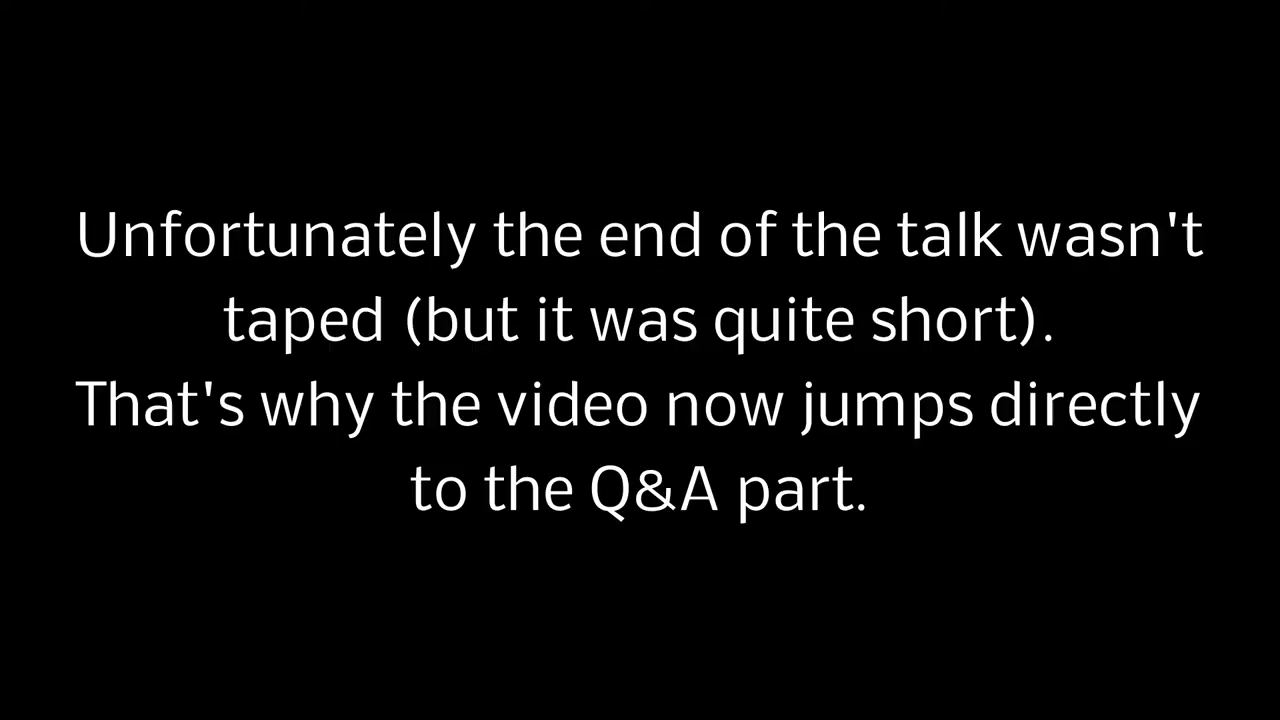 Unfortunately the end of the talk wasn't
taped (but it was quite short).
That's why the video now jumps directly
to the Q&A part.